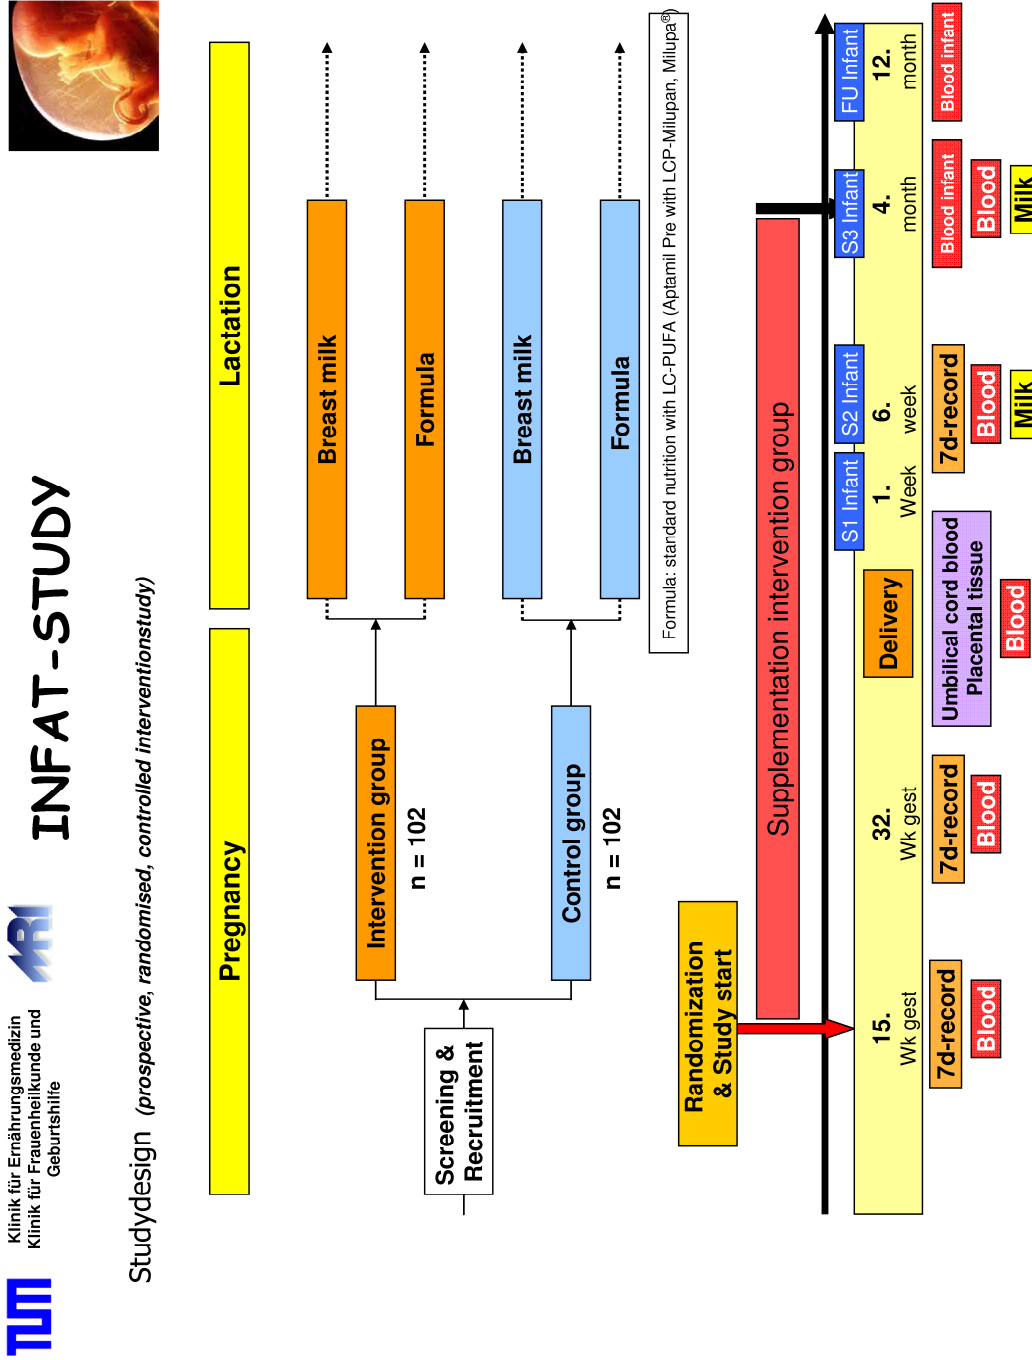 TUM
Klinik für Ernährungsmedizin
Klinik für Frauenheilkunde und
Geburtshilfe
MRI
INFAT-STUDY
Studydesign (prospective, randomised, controlled interventionstudy)
Pregnancy
Lactation
Screening &
Recruitment
Intervention group
n = 102
Control group
n = 102
Breast milk
Formula
Breast milk
Formula
Formula: standard nutrition with LC-PUFA (Aptamil Pre with LCP-Milupan, Milupa®)
Randomization
& Study start
Supplementation intervention group
S1 Infant
S2 Infant
S3 Infant
FU Infant
15.
Wk gest
32.
Wk gest
Delivery
1.
Week
6.
week
4.
month
12.
month
7d-record
Blood
7d-record
Blood
Umbilical cord blood
Placental tissue
Blood
7d-record
Blood
Milk
Blood infant
Blood
Milk
Blood infant